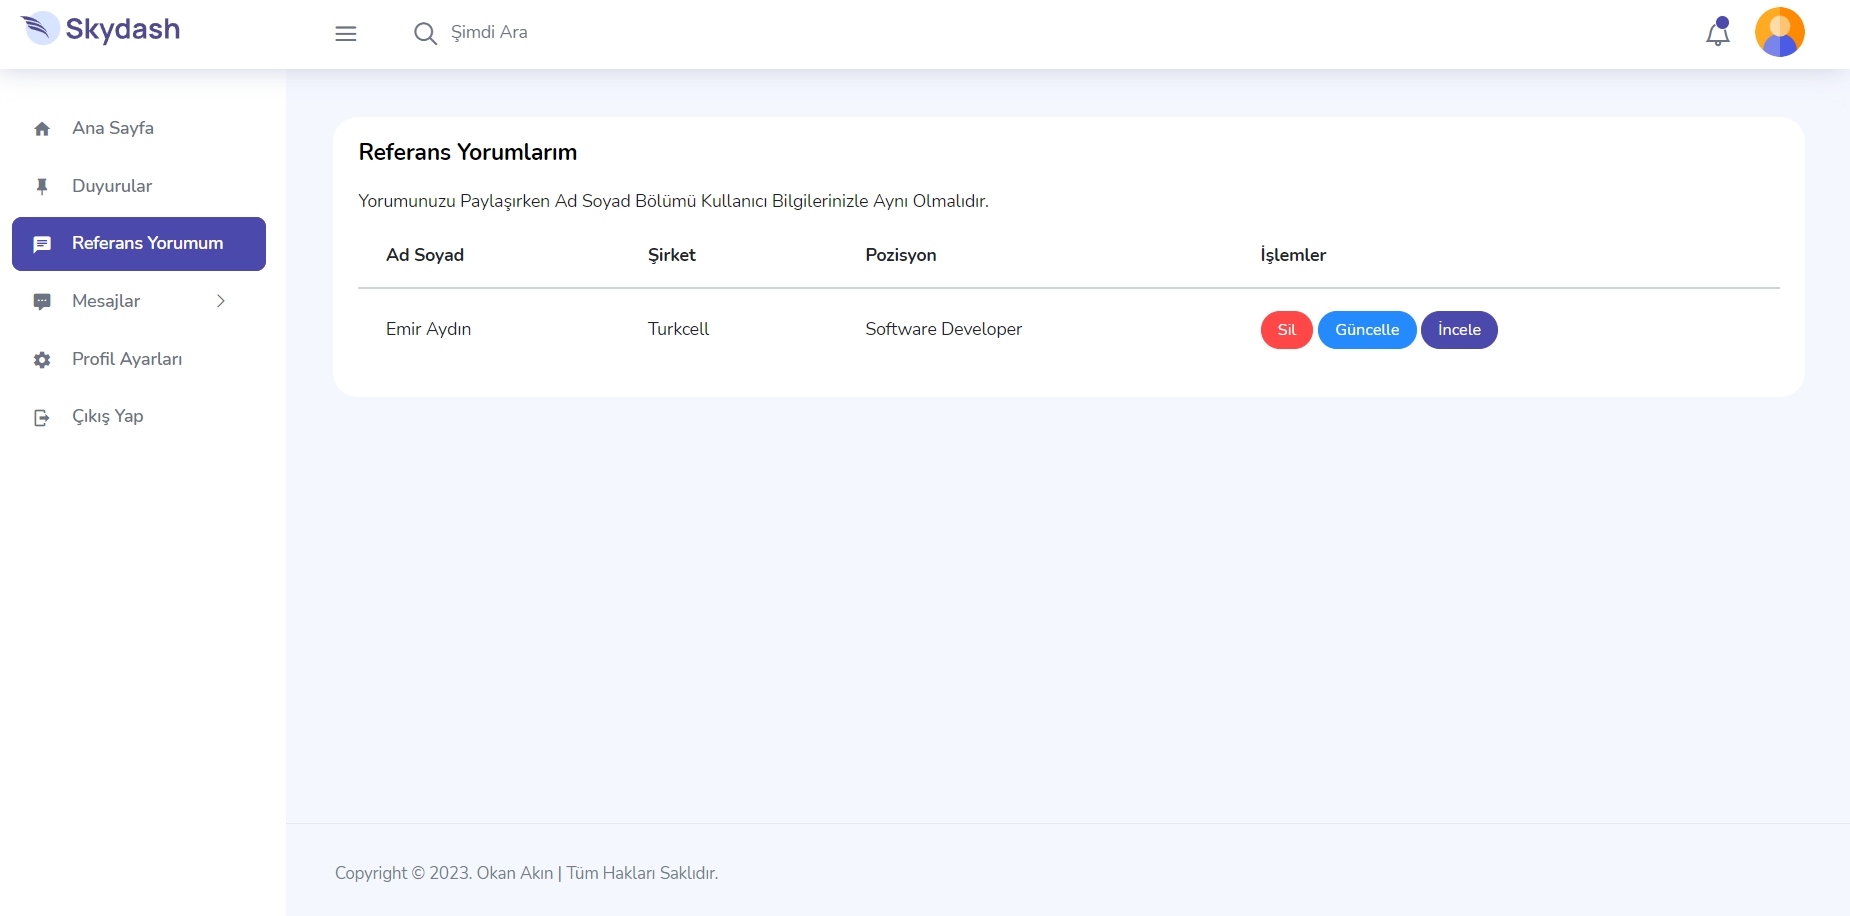 Skydash
Şimdi Ara
Ana Sayfa
Duyurular
Referans Yorumum
Mesajlar
Profil Ayarları
Çıkış Yap
Referans Yorumlarım
Yorumunuzu Paylaşırken Ad Soyad Bölümü Kullanıcı Bilgilerinizle Aynı Olmalıdır.
Ad Soyad Şirket Pozisyon İşlemler
Emir Aydın Turkcell Software Developer Sil Güncelle İncele
Copyright © 2023. Okan Akın | Tüm Hakları Saklıdır.